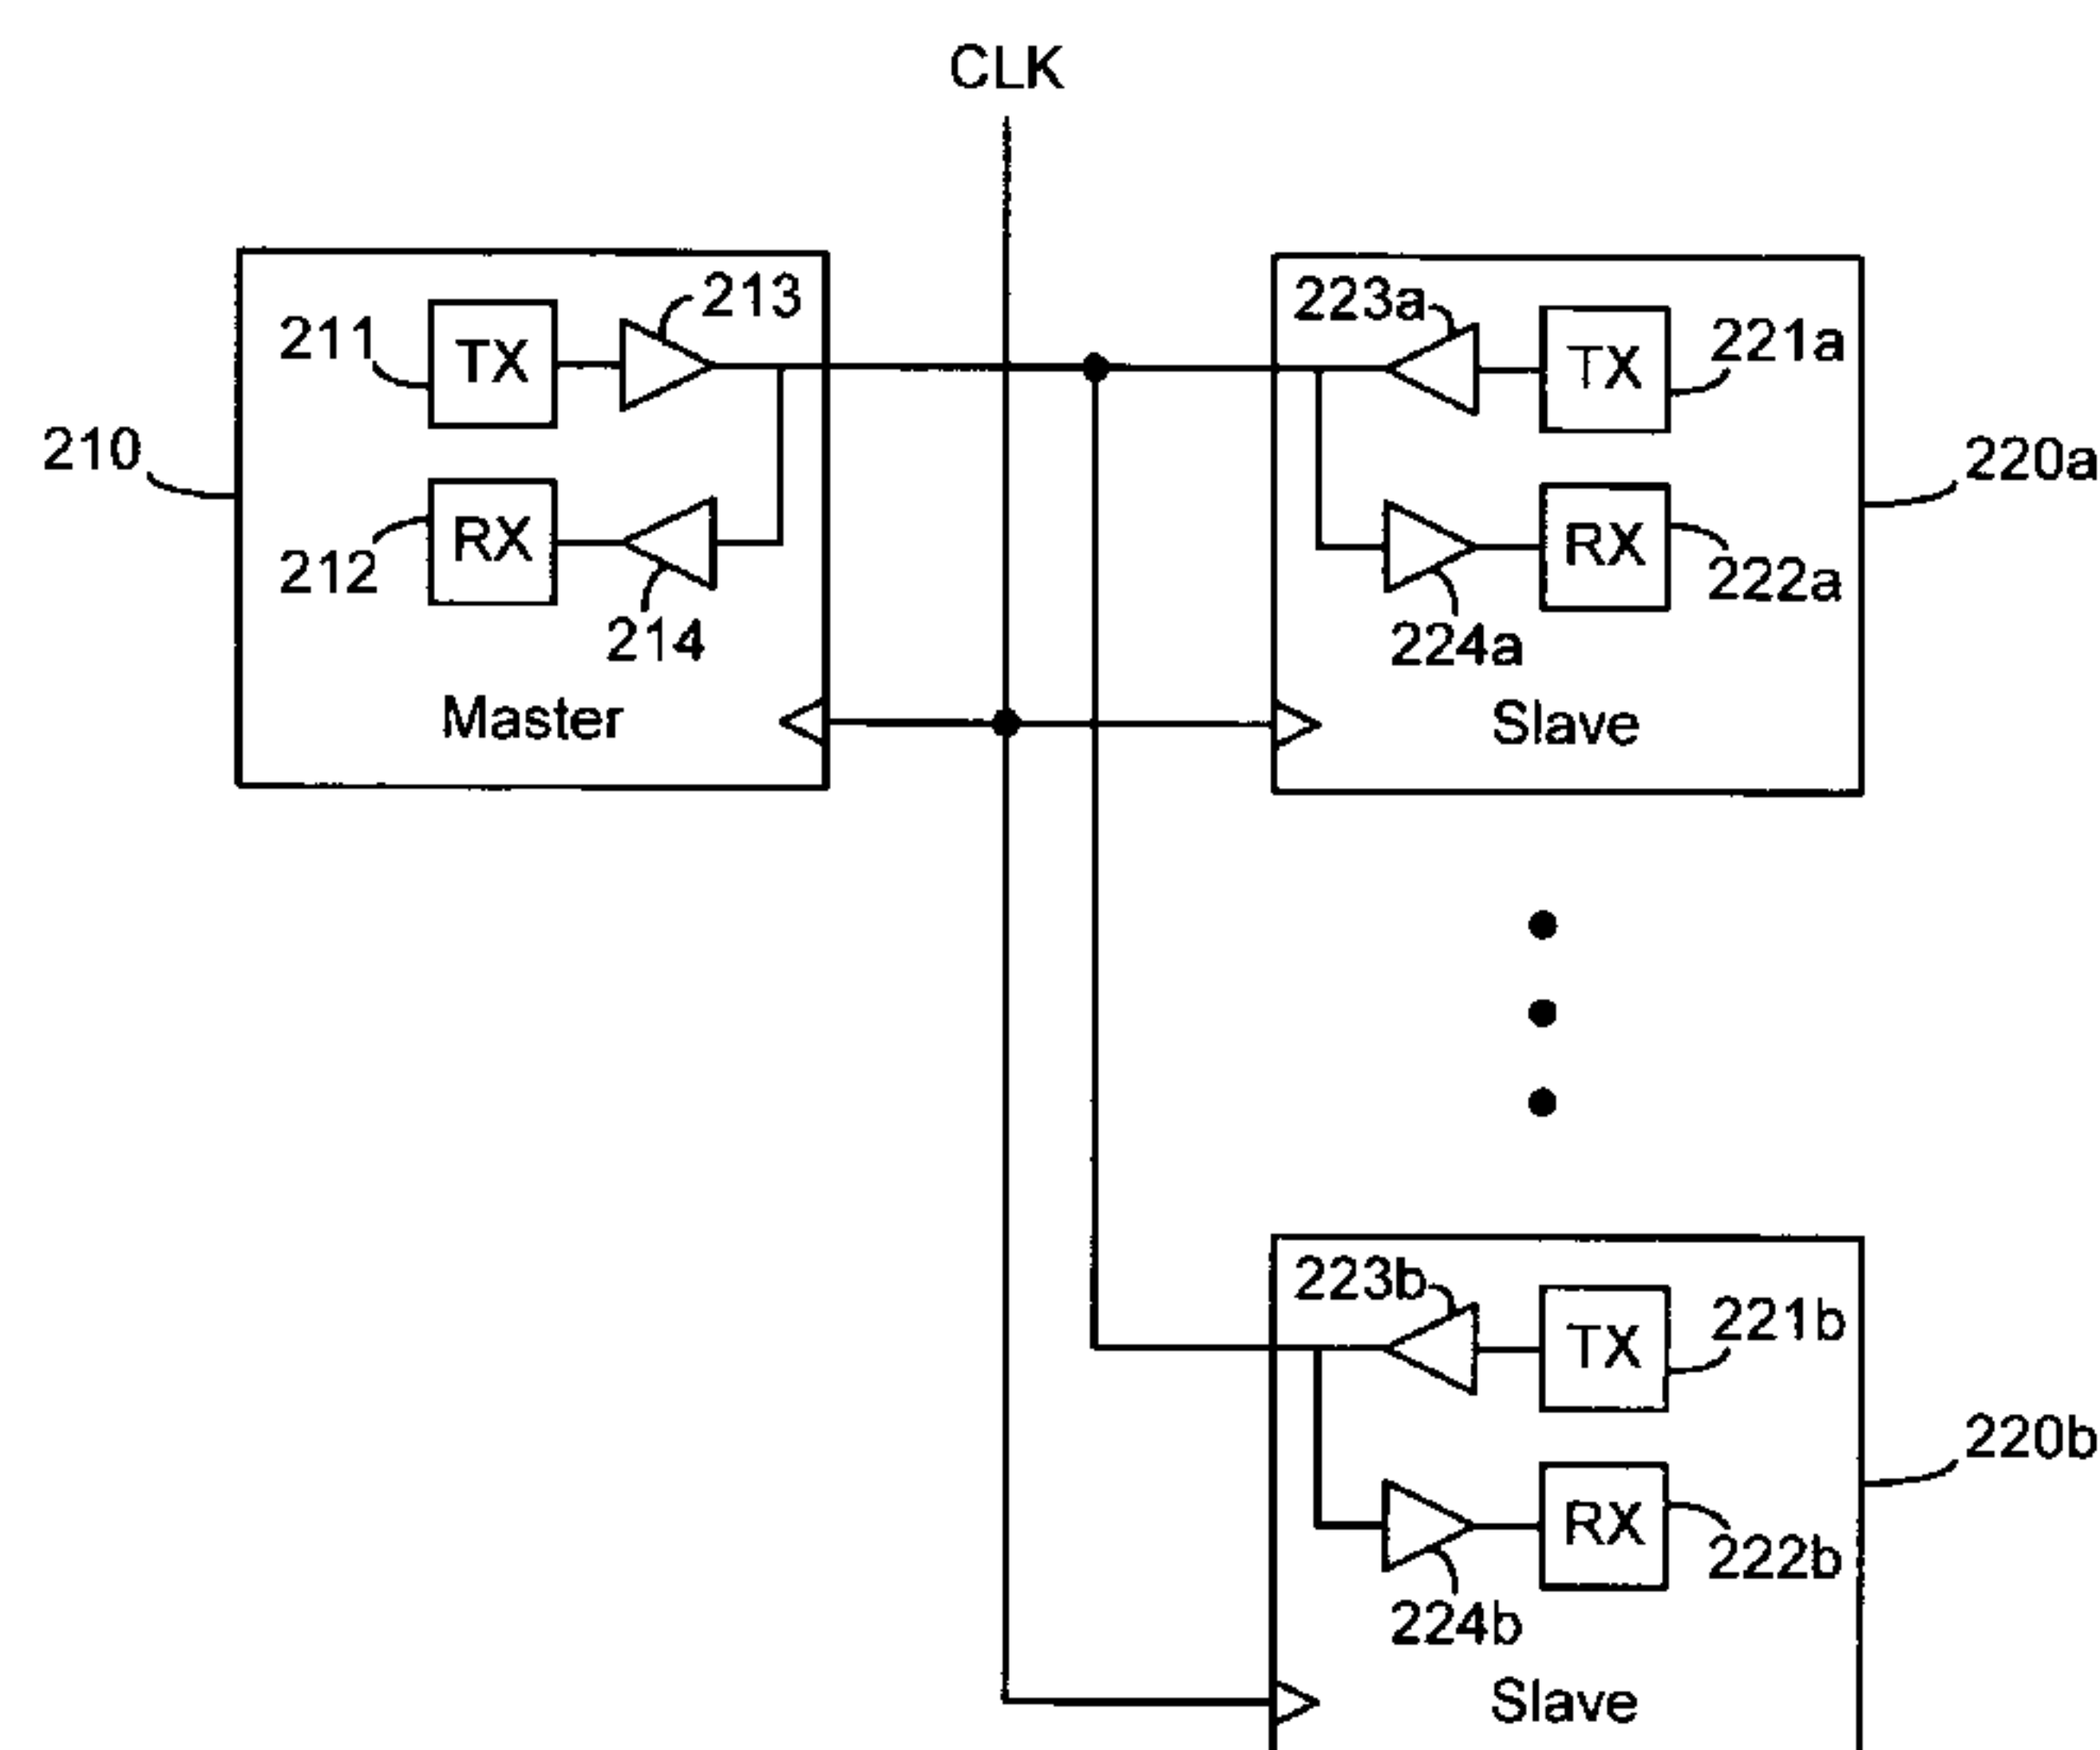 CLK
213
211
TX
210
RX
212
214
Master
223a
TX
221a
220a
RX
222a
224a
Slave
223b
TX
221b
220b
RX
222b
224b
Slave